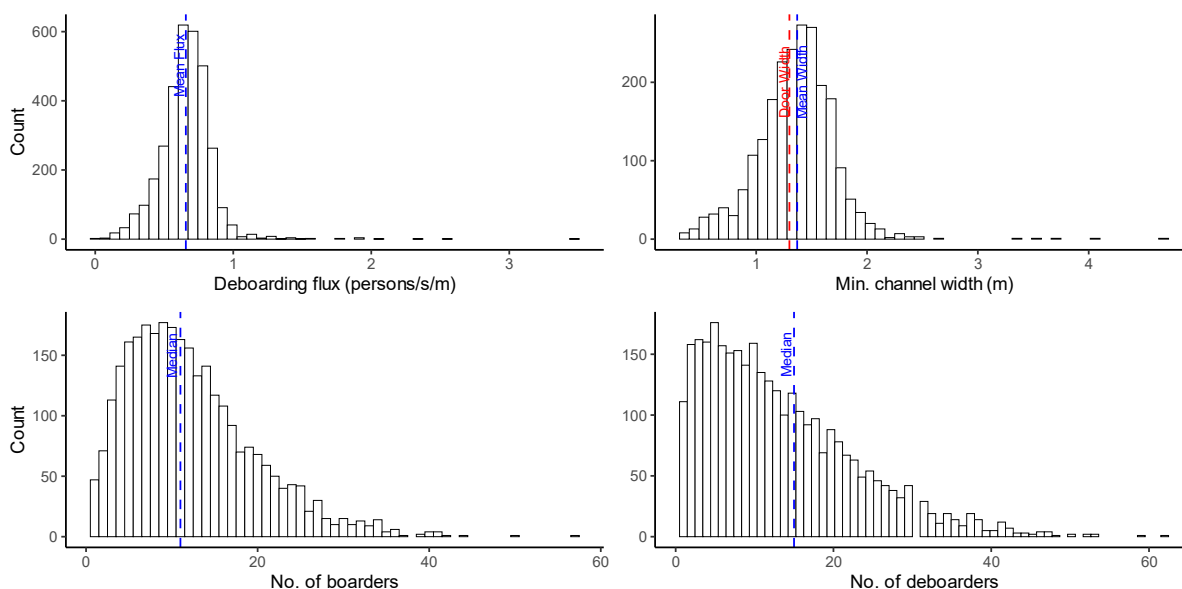 600
400
200
0
Count
Mean Flux
0
1
2
3
Deboarding flux (persons/s/m)
200
100
0
Door Width
Mean Width
1
2
3
4
Min. channel width (m)
150
100
50
0
Count
Median
0
20
40
60
No. of boarders
150
100
50
0
Median
0
20
40
60
No. of deboarders